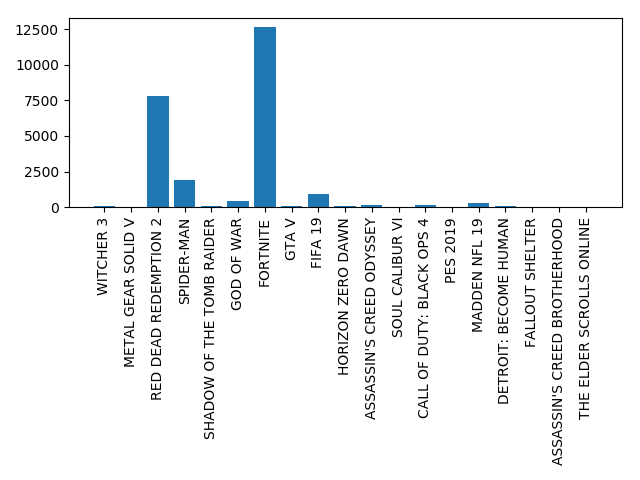 12500
10000
7500
5000
2500
0
WITCHER 3
METAL GEAR SOLID V
RED DEAD REDEMPTION 2
SPIDER-MAN
SHADOW OF THE TOMB RAIDER
GOD OF WAR
FORTNITE
GTA V
FIFA 19
HORIZON ZERO DAWN
ASSASSIN'S CREED ODYSSEY
SOUL CALIBUR VI
CALL OF DUTY: BLACK OPS 4
PES 2019
MADDEN NFL 19
DETROIT: BECOME HUMAN
FALLOUT SHELTER
ASSASSIN'S CREED BROTHERHOOD
THE ELDER SCROLLS ONLINE